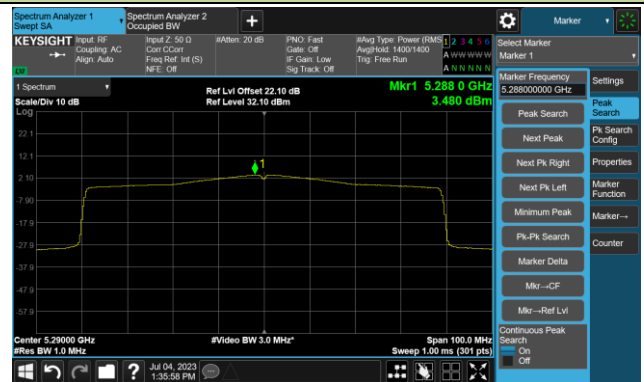 Spectrum Analyzer 1
Swept SA
Spectrum Analyzer 2
Occupied BW
+
Marker
KEYSIGHT
Input: RF
Coupling: AC
Align: Auto
Input Z: 50 Ω
Corr CCorr
Freq Ref: Int (S)
NFE: Off
#Atten: 20 dB
PNO: Fast
Gate: Off
IF Gain: Low
Sig Track: Off
#Avg Type: Power (RMS
Avg|Hold: 1400/1400
Trig: Free Run
1 2 3 4 5 6
A W W W W W
A N N N N N
LXI
Select Marker
Marker 1
1 Spectrum
Scale/Div 10 dB
Log
Ref Lvl Offset 22.10 dB
Ref Level 32.10 dBm
Mkr1 5.288 0 GHz
3.480 dBm
22.1
12.1
2.10
-7.90
-17.9
-27.9
-37.9
-47.9
-57.9
1
Center 5.29000 GHz
#Res BW 1.0 MHz
#Video BW 3.0 MHz*
Span 100.0 MHz
Sweep 1.00 ms (301 pts)
Marker Frequency
5.288000000 GHz
Peak Search
Next Peak
Next Pk Right
Next Pk Left
Minimum Peak
Pk-Pk Search
Marker Delta
Mkr→CF
Mkr→Ref Lvl
Continuous Peak
Search
On
Off
Settings
Peak
Search
Pk Search
Config
Properties
Marker
Function
Marker→
Counter
?
Jul 04, 2023
1:35:58 PM